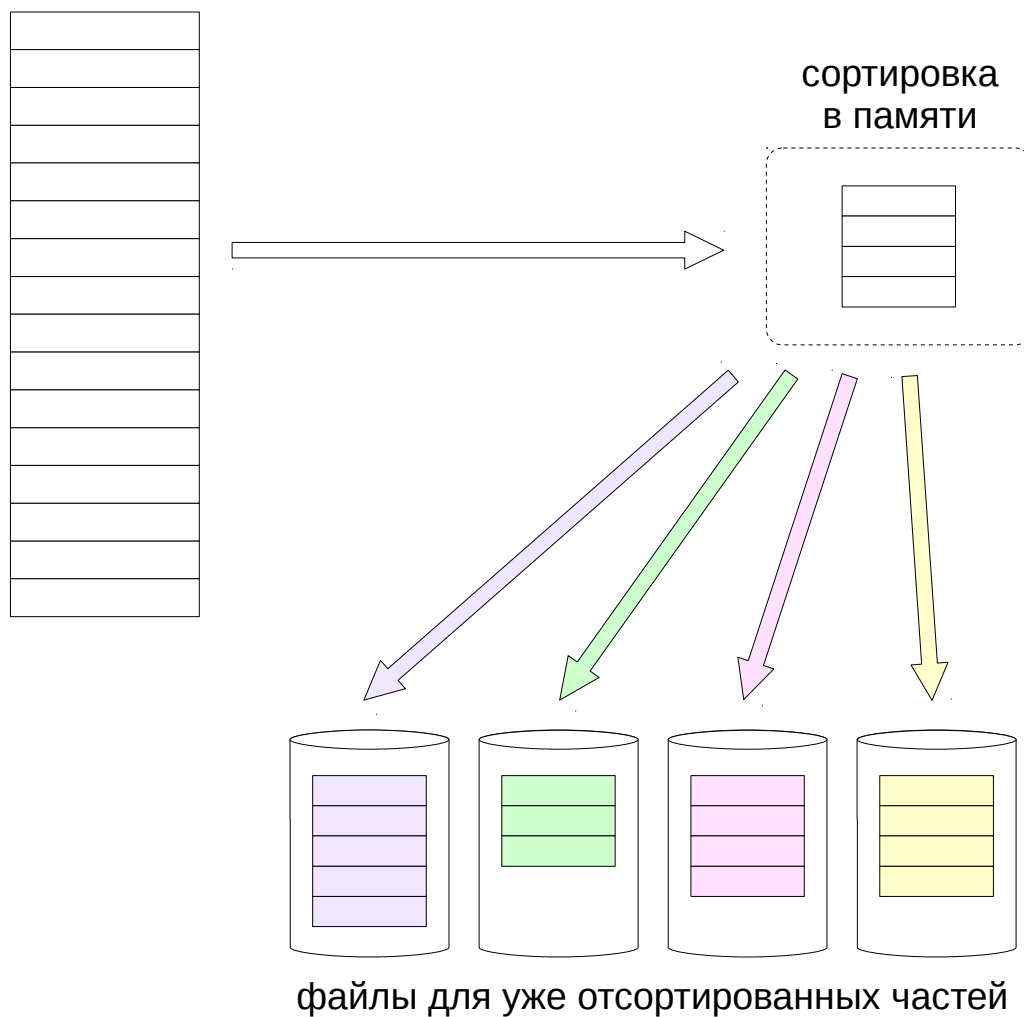 сортировка
в памяти
файлы для уже отсортированных частей